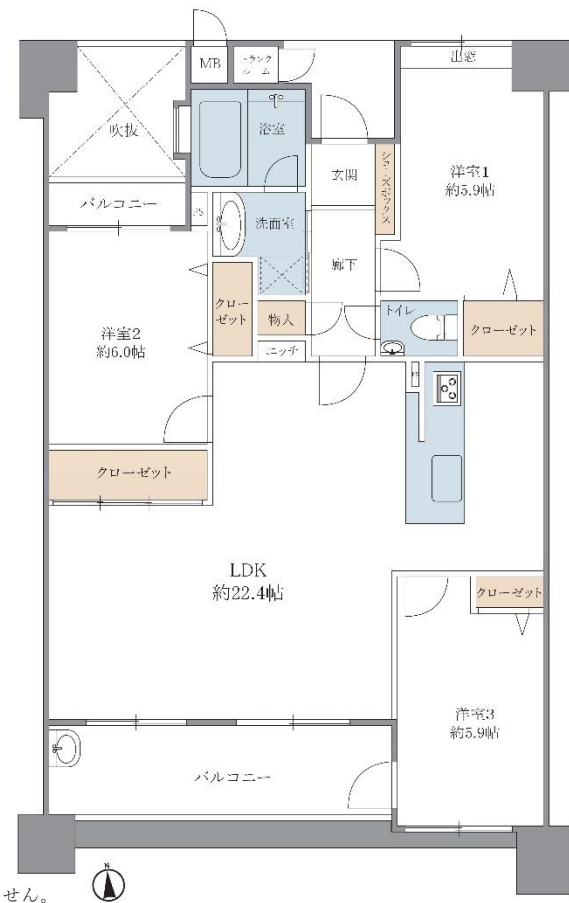 MB
トランク
ルーム
出窓
吹抜
浴室
玄関
シューズボックス
洋室1
約5.9帖
バルコニー
PS
洗面室
廊下
洋室2
約6.0帖
クロー
ゼット
物入
ニッチ
トイレ
クローゼット
PS
クローゼット
LDK
約22.4帖
クローゼット
洋室3
約5.9帖
バルコニー
N
せん。